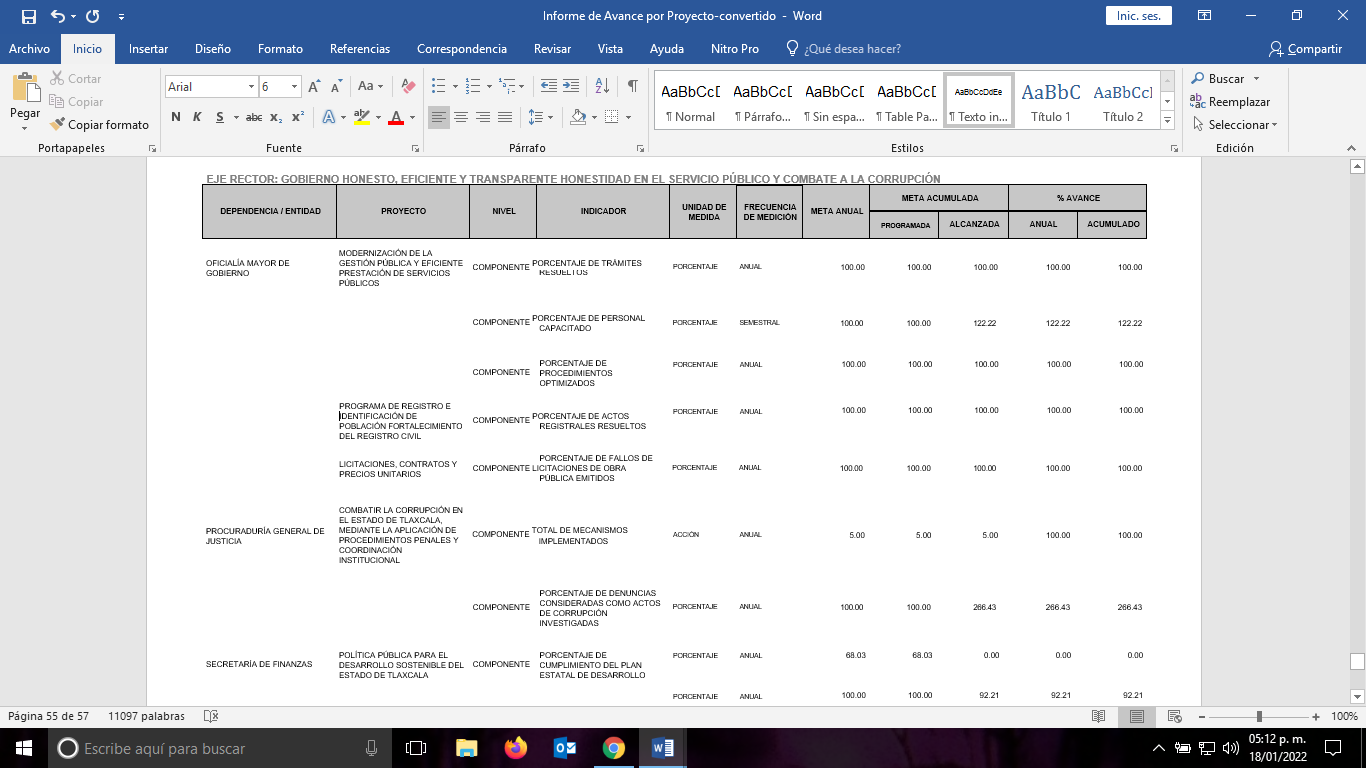 Informe de Avance por Proyecto-convertido - Word
Inic. ses.
Archivo Inicio Insertar Diseño Formato Referencias Correspondencia Revisar Vista Ayuda Nitro Pro ¿Qué desea hacer? Compartir
Pegar
Cortar
Copiar
Copiar formato
Portapapeles
Arial 6
N K S abc x₂ x²
Fuente
Párrafo
AaBbCcI AaBbCcI AaBbCcI AaBbCcI AaBbCcDdEe AaBbC AaBbCcI
¶ Normal ¶ Párrafo... ¶ Sin espa... ¶ Table Pa... ¶ Texto in... Título 1 Título 2
Estilos
Buscar
Reemplazar
Seleccionar
Edición
EJE RECTOR: GOBIERNO HONESTO, EFICIENTE Y TRANSPARENTE HONESTIDAD EN EL SERVICIO PÚBLICO Y COMBATE A LA CORRUPCIÓN
DEPENDENCIA / ENTIDAD PROYECTO NIVEL INDICADOR UNIDAD DE MEDIDA FRECUENCIA DE MEDICIÓN META ANUAL META ACUMULADA % AVANCE
PROGRAMADA ALCANZADA ANUAL ACUMULADO
OFICIALÍA MAYOR DE
GOBIERNO
MODERNIZACIÓN DE LA
GESTIÓN PÚBLICA Y EFICIENTE
PRESTACIÓN DE SERVICIOS
PÚBLICOS
COMPONENTE PORCENTAJE DE TRÁMITES
RESUELTOS
PORCENTAJE ANUAL 100.00 100.00 100.00 100.00 100.00
COMPONENTE PORCENTAJE DE PERSONAL
CAPACITADO
PORCENTAJE SEMESTRAL 100.00 100.00 122.22 122.22 122.22
COMPONENTE
PORCENTAJE DE
PROCEDIMIENTOS
OPTIMIZADOS
PORCENTAJE ANUAL 100.00 100.00 100.00 100.00 100.00
PROGRAMA DE REGISTRO E
IDENTIFICACIÓN DE
POBLACIÓN FORTALECIMIENTO
DEL REGISTRO CIVIL
COMPONENTE PORCENTAJE DE ACTOS
REGISTRALES RESUELTOS
PORCENTAJE ANUAL 100.00 100.00 100.00 100.00 100.00
LICITACIONES, CONTRATOS Y
PRECIOS UNITARIOS
COMPONENTE
PORCENTAJE DE FALLOS DE
LICITACIONES DE OBRA
PÚBLICA EMITIDOS
PORCENTAJE ANUAL 100.00 100.00 100.00 100.00 100.00
PROCURADURÍA GENERAL DE
JUSTICIA
COMBATIR LA CORRUPCIÓN EN
EL ESTADO DE TLAXCALA,
MEDIANTE LA APLICACIÓN DE
PROCEDIMIENTOS PENALES Y
COORDINACIÓN
INSTITUCIONAL
COMPONENTE TOTAL DE MECANISMOS
IMPLEMENTADOS
ACCIÓN ANUAL 5.00 5.00 5.00 100.00 100.00
COMPONENTE
PORCENTAJE DE DENUNCIAS
CONSIDERADAS COMO ACTOS
DE CORRUPCIÓN
INVESTIGADAS
PORCENTAJE ANUAL 100.00 100.00 266.43 266.43 266.43
SECRETARÍA DE FINANZAS
POLÍTICA PÚBLICA PARA EL
DESARROLLO SOSTENIBLE DEL
ESTADO DE TLAXCALA
COMPONENTE
PORCENTAJE DE
CUMPLIMIENTO DEL PLAN
ESTATAL DE DESARROLLO
PORCENTAJE ANUAL 68.03 68.03 0.00 0.00 0.00
PORCENTAJE ANUAL 100.00 100.00 92.21 92.21 92.21
Página 55 de 57 11097 palabras 100%
Escribe aquí para buscar
05:12 p. m.
18/01/2022